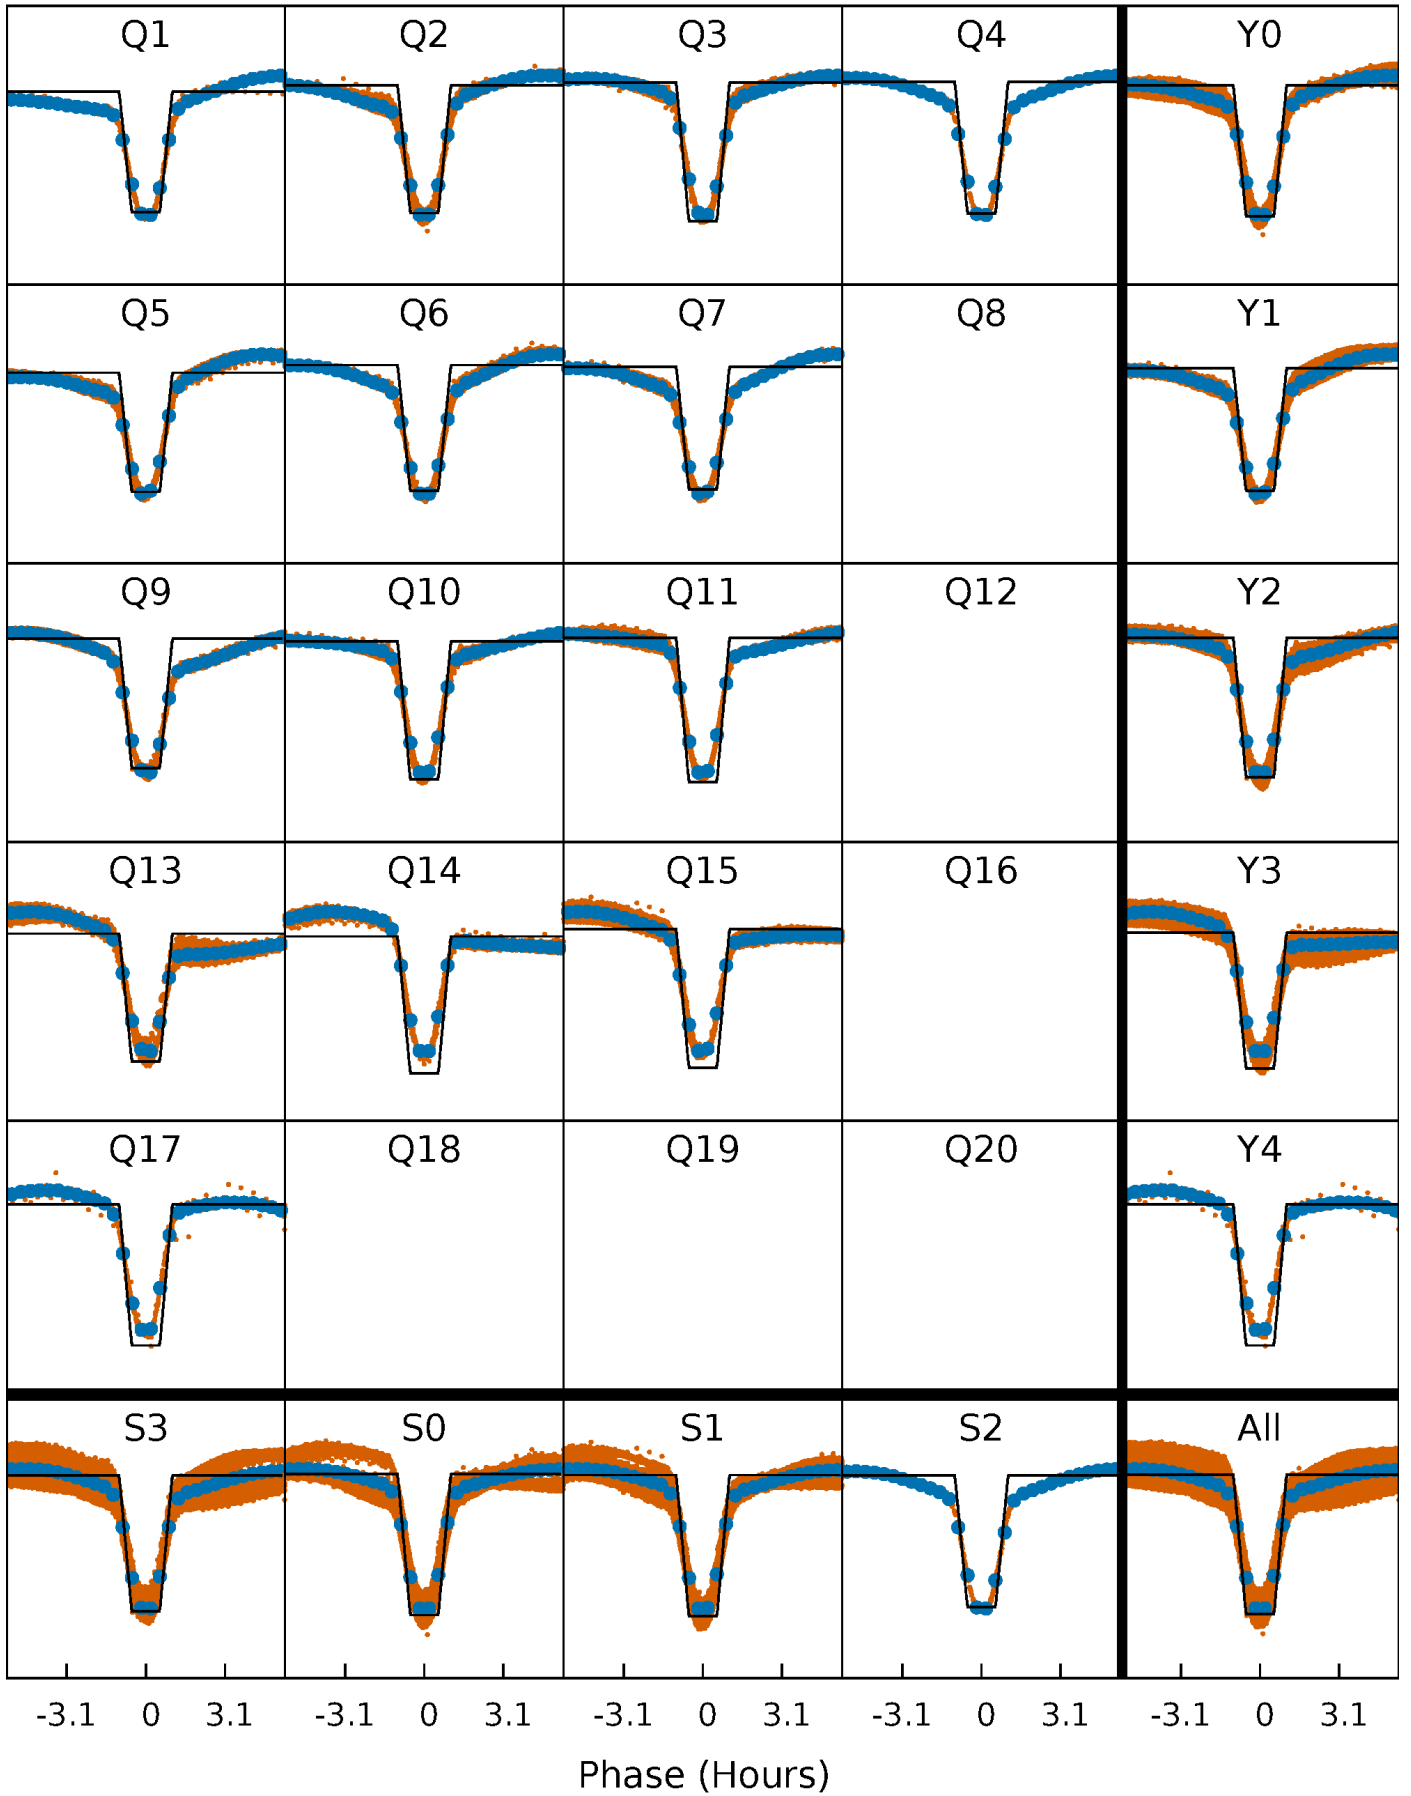 Q1 Q2 Q3 Q4 Y0
Q5 Q6 Q7 Q8 Y1
Q9 Q10 Q11 Q12 Y2
Q13 Q14 Q15 Q16 Y3
Q17 Q18 Q19 Q20 Y4
S3 S0 S1 S2 All
-3.1 0 3.1 -3.1 0 3.1 -3.1 0 3.1 -3.1 0 3.1 -3.1 0 3.1
Phase (Hours)